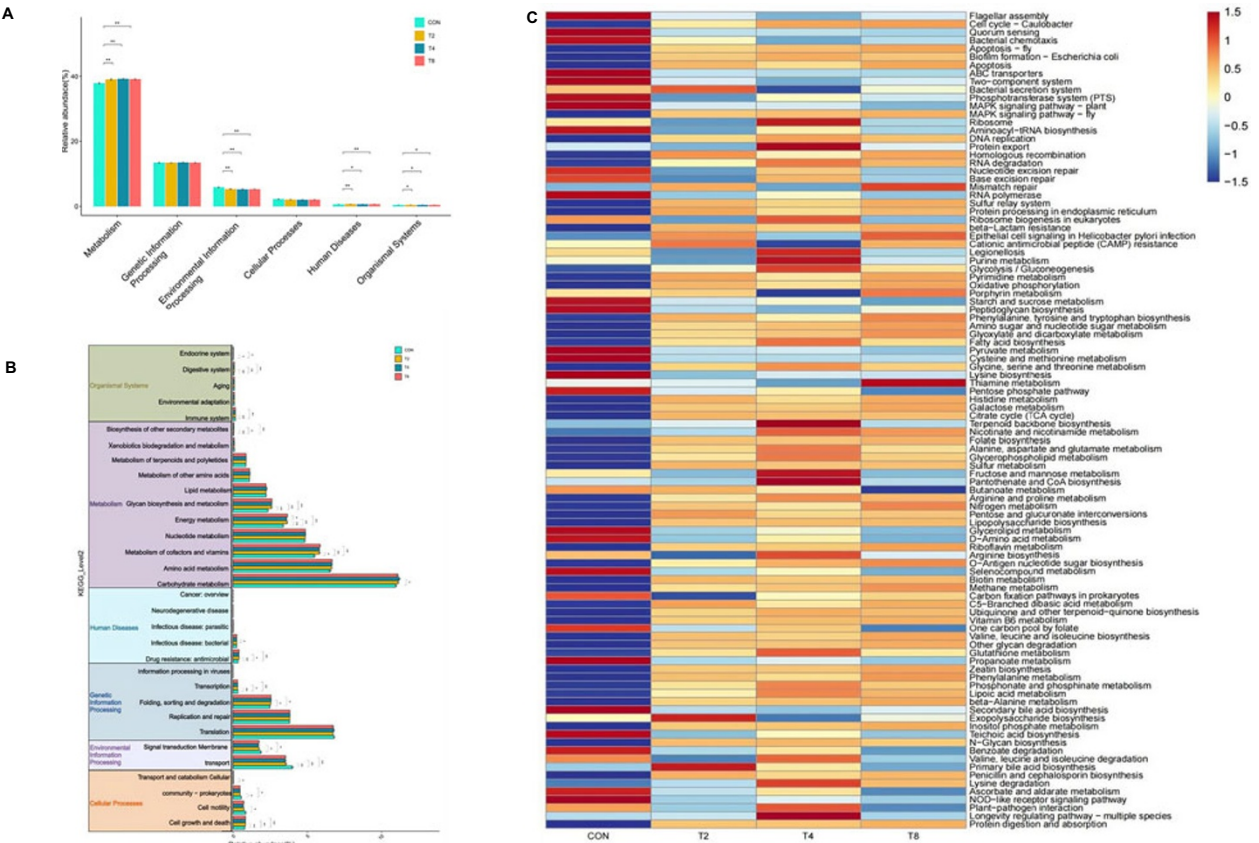 A
CON
T2
T4
T8
Relative abundace(%)
40
20
0
**
**
**
**
**
**
**
*
**
*
*
*
Metabolism
Genetic Information
Processing
Environmental Information
Processing
Cellular Processes
Human Diseases
Organismal Systems
B
CON
T2
T4
T8
KEGG_Level2
Organismal Systems
Endocrine system
Digestive system
Aging
Environmental adaptation
Immune system
Metabolism
Biosynthesis of other secondary metabolites
Xenobiotics biodegradation and metabolism
Metabolism of terpenoids and polyketides
Metabolism of other amino acids
Lipid metabolism
Glycan biosynthesis and metabolism
Energy metabolism
Nucleotide metabolism
Metabolism of cofactors and vitamins
Amino acid metabolism
Carbohydrate metabolism
Human Diseases
Cancer: overview
Neurodegenerative disease
Infectious disease: parasitic
Infectious disease: bacterial
Drug resistance: antimicrobial
Genetic
Information
Processing
Information processing in viruses
Transcription
Folding, sorting and degradation
Replication and repair
Translation
Environmental
Information
Processing
Signal transduction Membrane
transport
Cellular Processes
Transport and catabolism Cellular
community - prokaryotes
Cell motility
Cell growth and death
C
Flagellar assembly
Cell cycle - Caulobacter
Quorum sensing
Bacterial chemotaxis
Apoptosis - fly
Biofilm formation - Escherichia coli
Apoptosis
ABC transporters
Two-component system
Bacterial secretion system
Phosphotransferase system (PTS)
MAPK signaling pathway - plant
MAPK signaling pathway - fly
Ribosome
Aminoacyl-tRNA biosynthesis
DNA replication
Protein export
Homologous recombination
RNA degradation
Nucleotide excision repair
Base excision repair
Mismatch repair
RNA polymerase
Sulfur relay system
Protein processing in endoplasmic reticulum
Ribosome biogenesis in eukaryotes
beta-Lactam resistance
Epithelial cell signaling in Helicobacter pylori infection
Cationic antimicrobial peptide (CAMP) resistance
Legionellosis
Purine metabolism
Glycolysis / Gluconeogenesis
Pyrimidine metabolism
Oxidative phosphorylation
Porphyrin metabolism
Starch and sucrose metabolism
Peptidoglycan biosynthesis
Phenylalanine, tyrosine and tryptophan biosynthesis
Amino sugar and nucleotide sugar metabolism
Glyoxylate and dicarboxylate metabolism
Fatty acid biosynthesis
Pyruvate metabolism
Cysteine and methionine metabolism
Glycine, serine and threonine metabolism
Lysine biosynthesis
Thiamine metabolism
Pentose phosphate pathway
Histidine metabolism
Galactose metabolism
Citrate cycle (TCA cycle)
Terpenoid backbone biosynthesis
Nicotinate and nicotinamide metabolism
Folate biosynthesis
Alanine, aspartate and glutamate metabolism
Glycerophospholipid metabolism
Sulfur metabolism
Fructose and mannose metabolism
Pantothenate and CoA biosynthesis
Butanoate metabolism
Arginine and proline metabolism
Nitrogen metabolism
Pentose and glucuronate interconversions
Lipopolysaccharide biosynthesis
Glycerolipid metabolism
D-Amino acid metabolism
Riboflavin metabolism
Arginine biosynthesis
O-Antigen nucleotide sugar biosynthesis
Selenocompound metabolism
Biotin metabolism
Methane metabolism
Carbon fixation pathways in prokaryotes
C5-Branched dibasic acid metabolism
Ubiquinone and other terpenoid-quinone biosynthesis
Vitamin B6 metabolism
One carbon pool by folate
Valine, leucine and isoleucine biosynthesis
Other glycan degradation
Glutathione metabolism
Propanoate metabolism
Zeatin biosynthesis
Phenylalanine metabolism
Phosphonate and phosphinate metabolism
Lipoic acid metabolism
beta-Alanine metabolism
Secondary bile acid biosynthesis
Exopolysaccharide biosynthesis
Inositol phosphate metabolism
Teichoic acid biosynthesis
N-Glycan biosynthesis
Benzoate degradation
Valine, leucine and isoleucine degradation
Primary bile acid biosynthesis
Penicillin and cephalosporin biosynthesis
Lysine degradation
Ascorbate and aldarate metabolism
NOD-like receptor signaling pathway
Plant-pathogen interaction
Longevity regulating pathway - multiple species
Protein digestion and absorption
CON
T2
T4
T8
1.5
1
0.5
0
-0.5
-1
-1.5